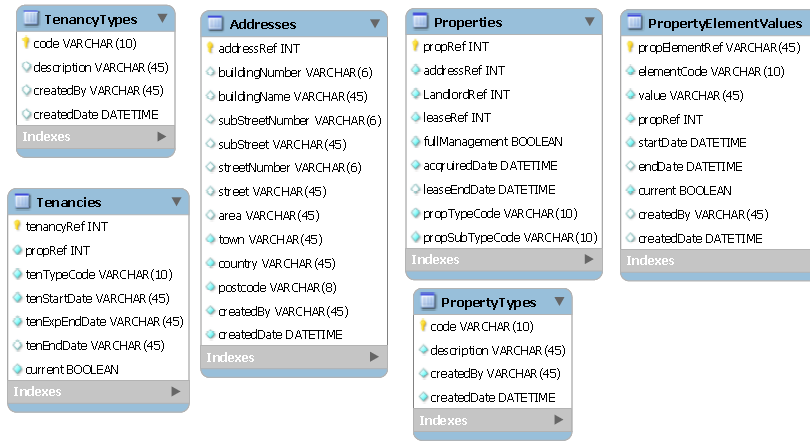 TenancyTypes
code VARCHAR(10)
description VARCHAR(45)
createdBy VARCHAR(45)
createdDate DATETIME
Indexes
Tenancies
tenancyRef INT
propRef INT
tenTypeCode VARCHAR(10)
tenStartDate VARCHAR(45)
tenExpEndDate VARCHAR(45)
tenEndDate VARCHAR(45)
current BOOLEAN
Indexes
Addresses
addressRef INT
buildingNumber VARCHAR(6)
buildingName VARCHAR(45)
subStreetNumber VARCHAR(6)
subStreet VARCHAR(45)
streetNumber VARCHAR(6)
street VARCHAR(45)
area VARCHAR(45)
town VARCHAR(45)
country VARCHAR(45)
postcode VARCHAR(8)
createdBy VARCHAR(45)
createdDate DATETIME
Indexes
Properties
propRef INT
addressRef INT
LandlordRef INT
leaseRef INT
fullManagement BOOLEAN
acquiredDate DATETIME
leaseEndDate DATETIME
propTypeCode VARCHAR(10)
propSubTypeCode VARCHAR(10)
Indexes
PropertyTypes
code VARCHAR(10)
description VARCHAR(45)
createdBy VARCHAR(45)
createdDate DATETIME
Indexes
PropertyElementValues
propElementRef VARCHAR(45)
elementCode VARCHAR(10)
value VARCHAR(45)
propRef INT
startDate DATETIME
endDate DATETIME
current BOOLEAN
createdBy VARCHAR(45)
createdDate DATETIME
Indexes